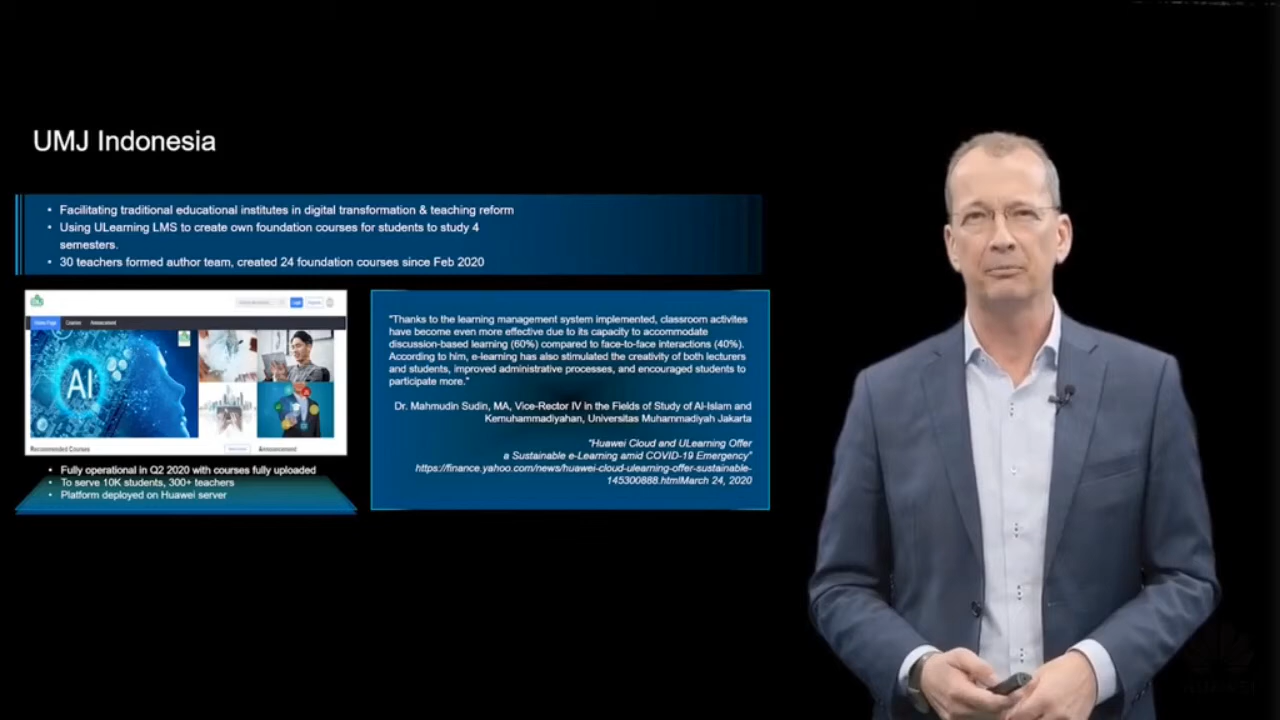 UMJ Indonesia
• Facilitating traditional educational institutes in digital transformation & teaching reform
• Using ULearning LMS to create own foundation courses for students to study 4
semesters.
• 30 teachers formed author team, created 24 foundation courses since Feb 2020
Home Page Courses Announcement
AI
Recommended Courses Announcement
• Fully operational in Q2 2020 with courses fully uploaded
• To serve 10K students, 300+ teachers
• Platform deployed on Huawei server
"Thanks to the learning management system implemented, classroom activites
have become even more effective due to its capacity to accommodate
discussion-based learning (60%) compared to face-to-face interactions (40%).
According to him, e-learning has also stimulated the creativity of both lecturers
and students, improved administrative processes, and encouraged students to
participate more."
Dr. Mahmudin Sudin, MA, Vice-Rector IV in the Fields of Study of Al-Islam and
Kemuhammadiyahan, Universitas Muhammadiyah Jakarta
"Huawei Cloud and ULearning Offer
a Sustainable e-Learning amid COVID-19 Emergency"
https://finance.yahoo.com/news/huawei-cloud-ulearning-offer-sustainable-
145300888.htmlMarch 24, 2020